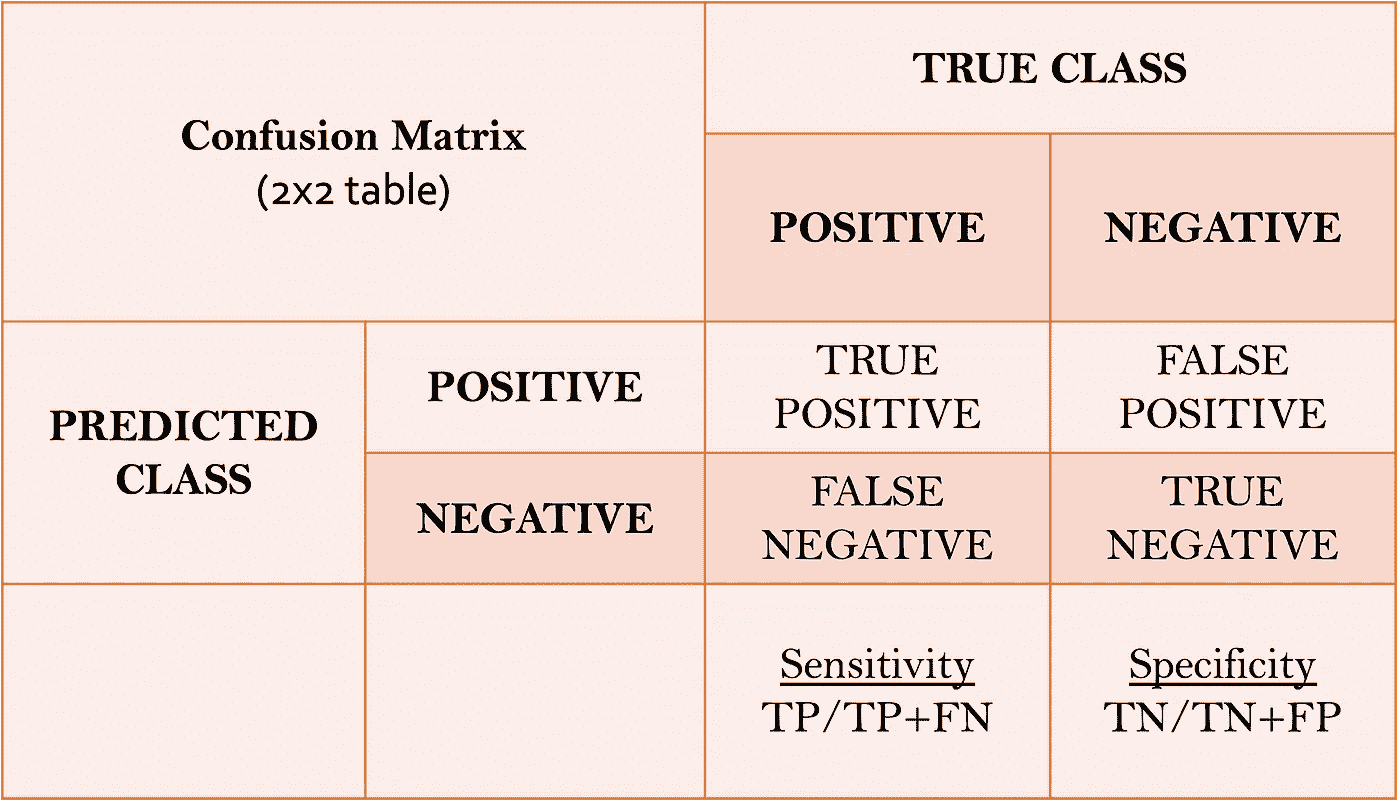 Confusion Matrix
(2x2 table)
TRUE CLASS
POSITIVE
NEGATIVE
PREDICTED
CLASS
POSITIVE
TRUE
POSITIVE
FALSE
POSITIVE
NEGATIVE
FALSE
NEGATIVE
TRUE
NEGATIVE
Sensitivity
TP/TP+FN
Specificity
TN/TN+FP